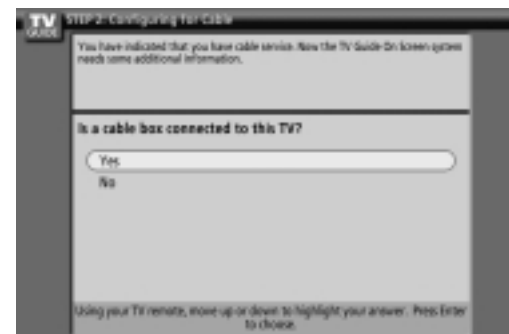 TV
GUIDE
STEP 2: Configuring for Cable
You have indicated that you have cable service. Now the TV Guide On Screen system
needs some additional information.
Is a cable box connected to this TV?
Yes
No
Using your TV remote, move up or down to highlight your answer. Press Enter
to choose.